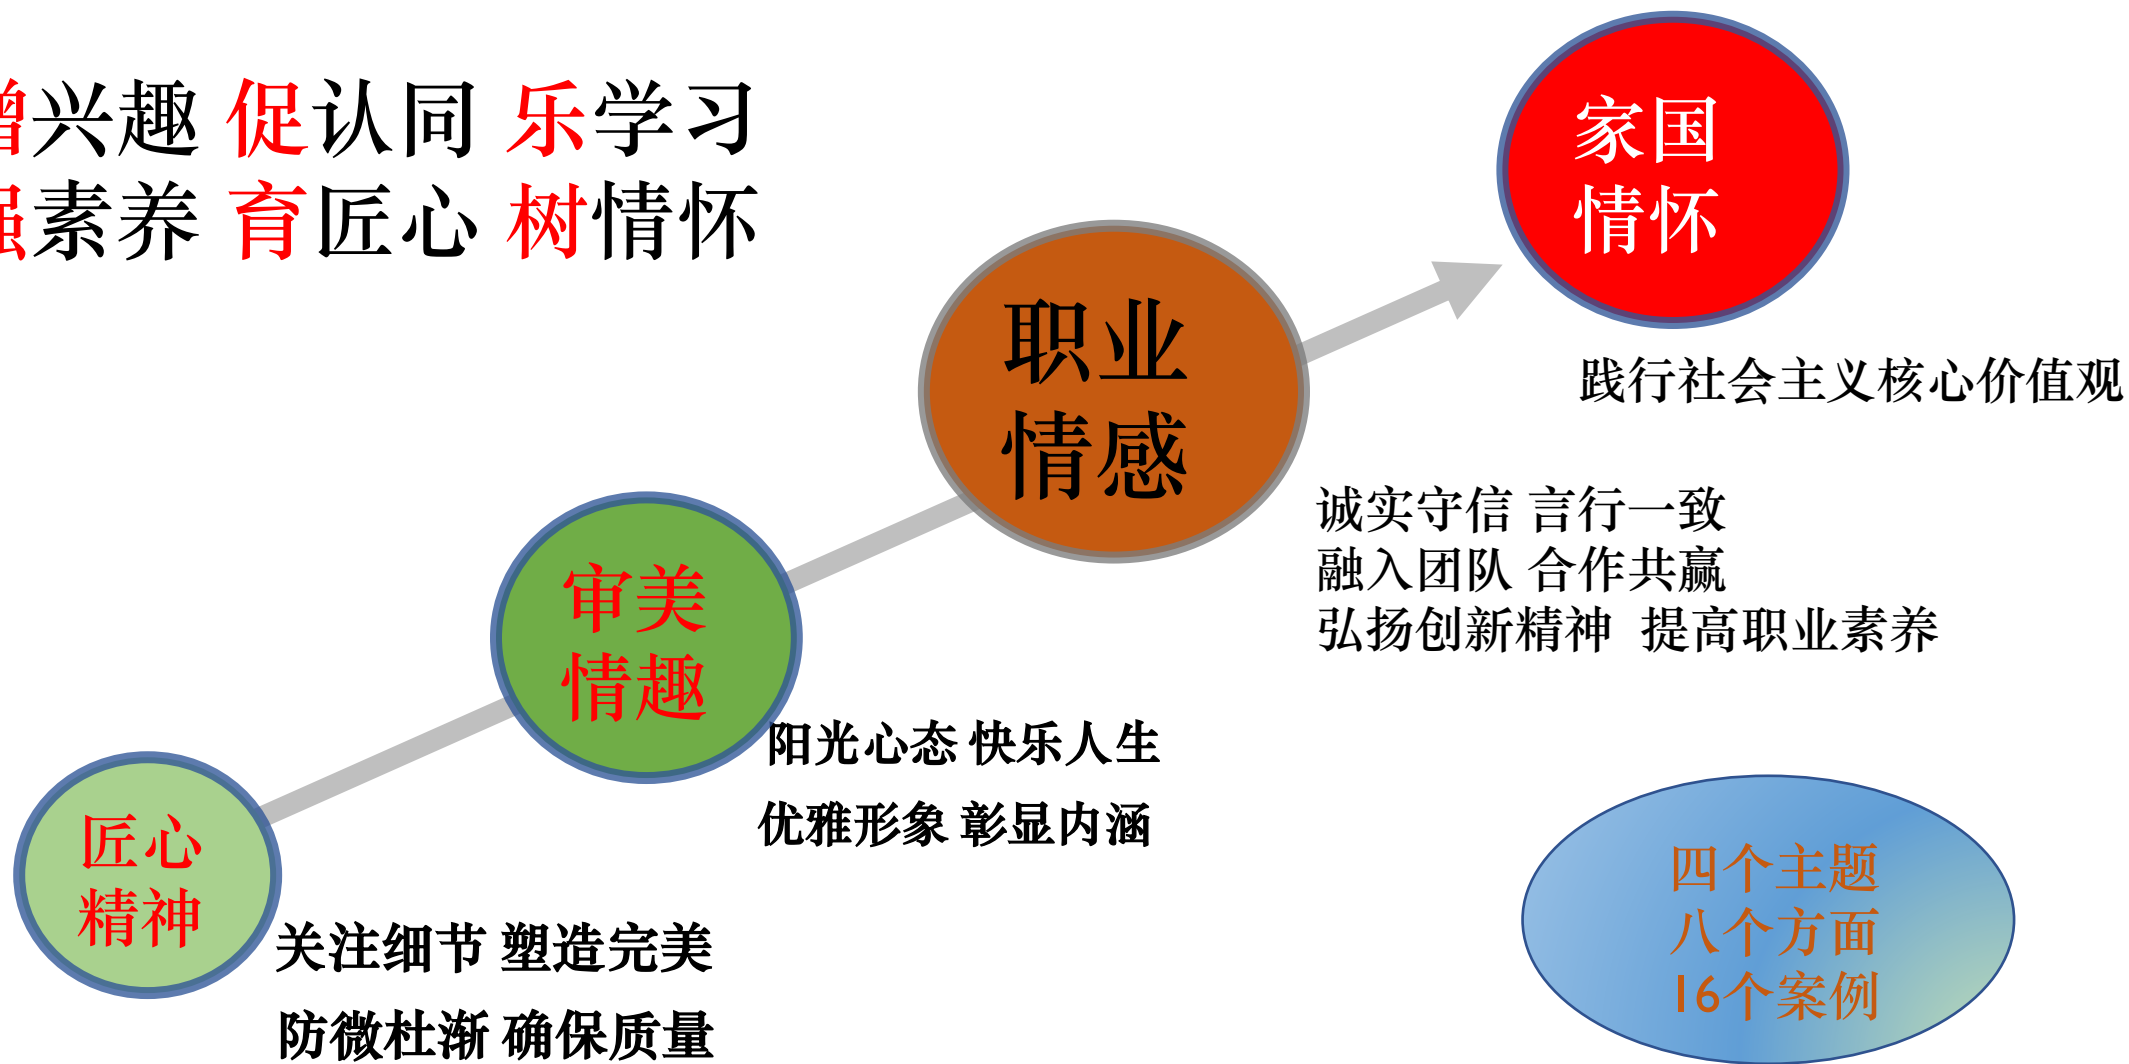 增兴趣 促认同 乐学习
强素养 育匠心 树情怀
家国
情怀
践行社会主义核心价值观
职业
情感
诚实守信 言行一致
融入团队 合作共赢
弘扬创新精神 提高职业素养
审美
情趣
阳光心态 快乐人生
优雅形象 彰显内涵
匠心
精神
关注细节 塑造完美
防微杜渐 确保质量
四个主题
八个方面
16个案例